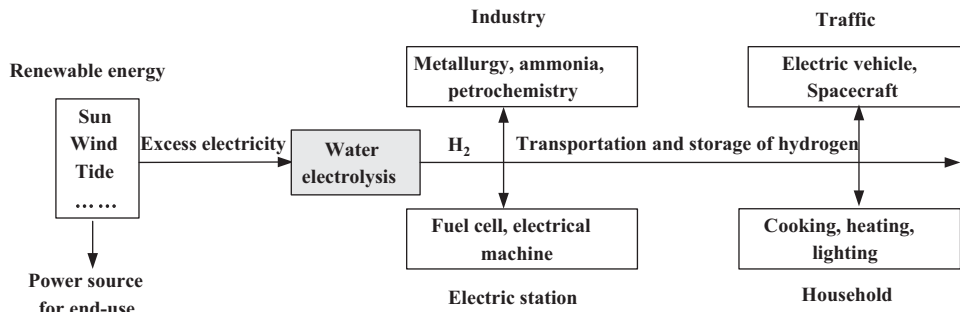 Industry
Traffic
Renewable energy
Metallurgy, ammonia,
petrochemistry
Electric vehicle,
Spacecraft
Sun
Wind
Tide
... ...
Excess electricity
Water
electrolysis
H₂
Transportation and storage of hydrogen
Fuel cell, electrical
machine
Cooking, heating,
lighting
Power source
for end-use
Electric station
Household